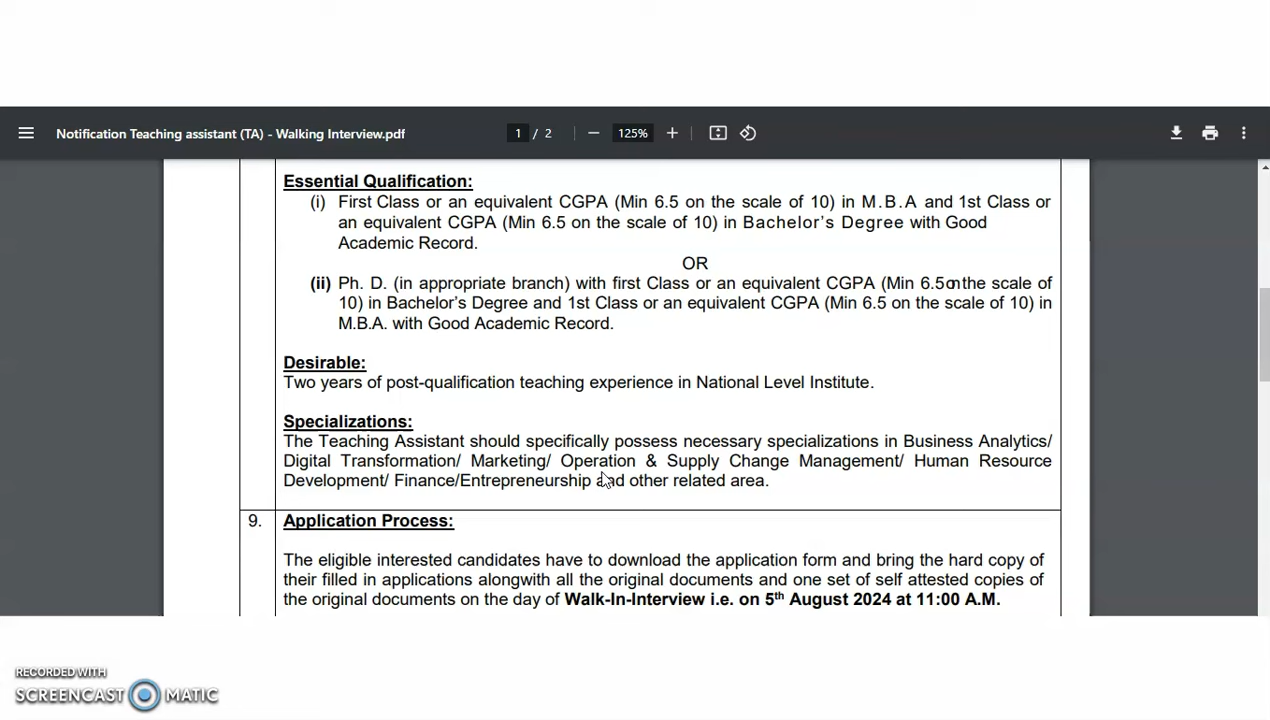 Notification Teaching assistant (TA) - Walking Interview.pdf
1 / 2
125%
Essential Qualification:
(i) First Class or an equivalent CGPA (Min 6.5 on the scale of 10) in M.B.A and 1st Class or
an equivalent CGPA (Min 6.5 on the scale of 10) in Bachelor's Degree with Good
Academic Record.
OR
(ii) Ph. D. (in appropriate branch) with first Class or an equivalent CGPA (Min 6.5on the scale of
10) in Bachelor's Degree and 1st Class or an equivalent CGPA (Min 6.5 on the scale of 10) in
M.B.A. with Good Academic Record.
Desirable:
Two years of post-qualification teaching experience in National Level Institute.
Specializations:
The Teaching Assistant should specifically possess necessary specializations in Business Analytics/
Digital Transformation/ Marketing/ Operation & Supply Change Management/ Human Resource
Development/ Finance/Entrepreneurship and other related area.
9. Application Process:
The eligible interested candidates have to download the application form and bring the hard copy of
their filled in applications alongwith all the original documents and one set of self attested copies of
the original documents on the day of Walk-In-Interview i.e. on 5th August 2024 at 11:00 A.M.
RECORDED WITH
SCREENCAST MATIC